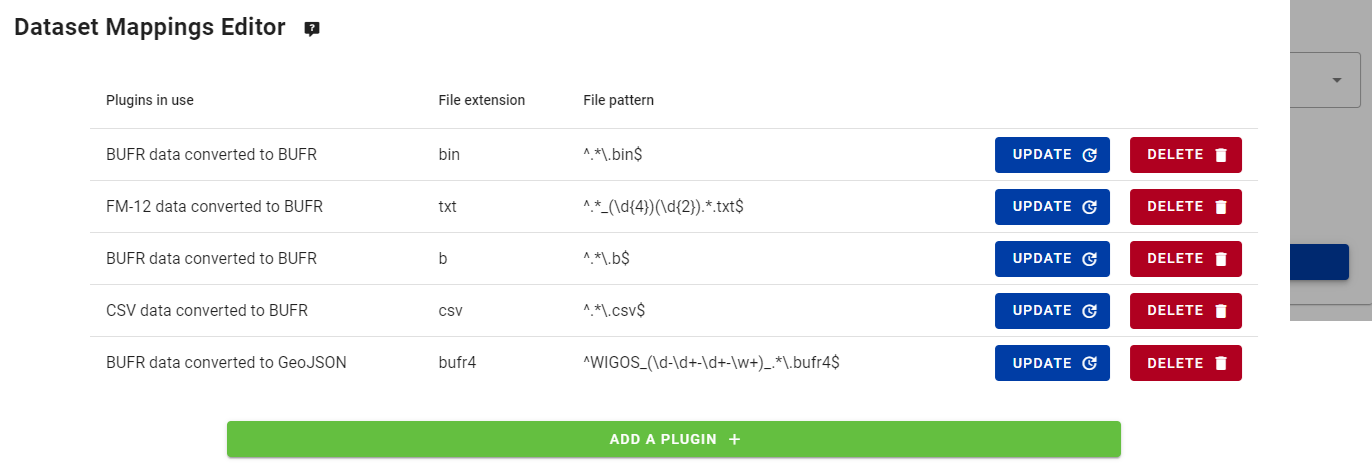 Dataset Mappings Editor
Plugins in use File extension File pattern
BUFR data converted to BUFR bin ^.*\.bin$ UPDATE DELETE
FM-12 data converted to BUFR txt ^.*_(\d{4})(\d{2}).*.txt$ UPDATE DELETE
BUFR data converted to BUFR b ^.*\.b$ UPDATE DELETE
CSV data converted to BUFR csv ^.*\.csv$ UPDATE DELETE
BUFR data converted to GeoJSON bufr4 ^WIGOS_(\d-\d+-\d+-\w+)_.*\.bufr4$ UPDATE DELETE
ADD A PLUGIN +